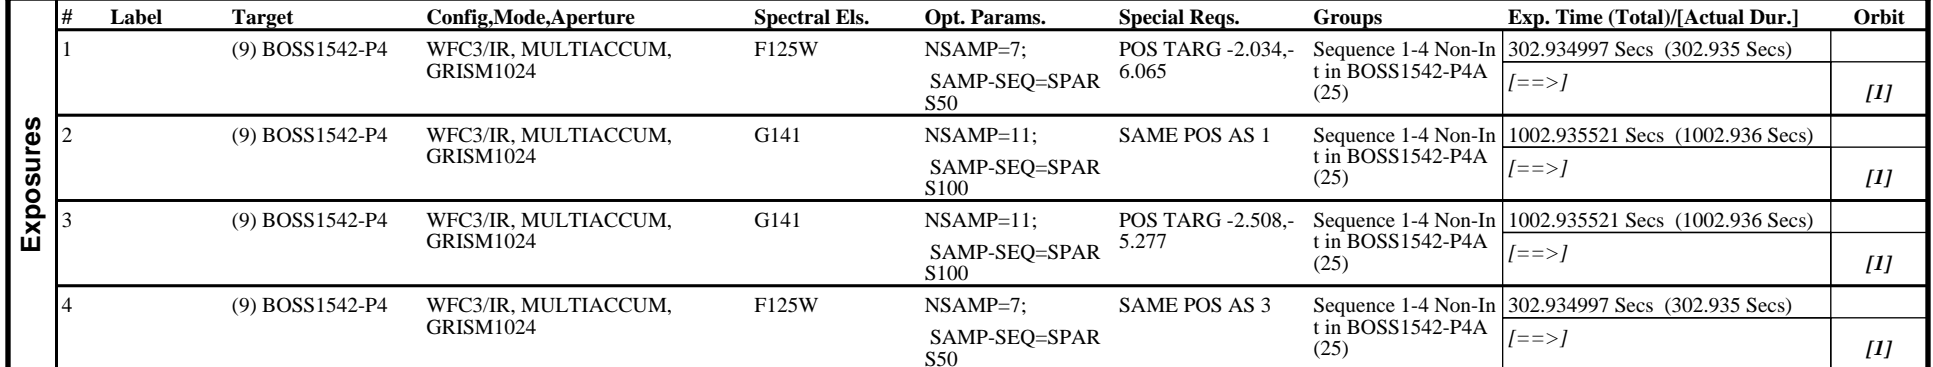 # Label Target Config,Mode,Aperture Spectral Els. Opt. Params. Special Reqs. Groups Exp. Time (Total)/[Actual Dur.] Orbit
Exposures
1 (9) BOSS1542-P4 WFC3/IR, MULTIACCUM, F125W NSAMP=7; POS TARG -2.034,- Sequence 1-4 Non-In 302.934997 Secs (302.935 Secs)
GRISM1024 6.065 t in BOSS1542-P4A
SAMP-SEQ=SPAR (25) [==>]
S50 [1]
2 (9) BOSS1542-P4 WFC3/IR, MULTIACCUM, G141 NSAMP=11; SAME POS AS 1 Sequence 1-4 Non-In 1002.935521 Secs (1002.936 Secs)
GRISM1024 t in BOSS1542-P4A
SAMP-SEQ=SPAR (25) [==>]
S100 [1]
3 (9) BOSS1542-P4 WFC3/IR, MULTIACCUM, G141 NSAMP=11; POS TARG -2.508,- Sequence 1-4 Non-In 1002.935521 Secs (1002.936 Secs)
GRISM1024 5.277 t in BOSS1542-P4A
SAMP-SEQ=SPAR (25) [==>]
S100 [1]
4 (9) BOSS1542-P4 WFC3/IR, MULTIACCUM, F125W NSAMP=7; SAME POS AS 3 Sequence 1-4 Non-In 302.934997 Secs (302.935 Secs)
GRISM1024 t in BOSS1542-P4A
SAMP-SEQ=SPAR (25) [==>]
S50 [1]